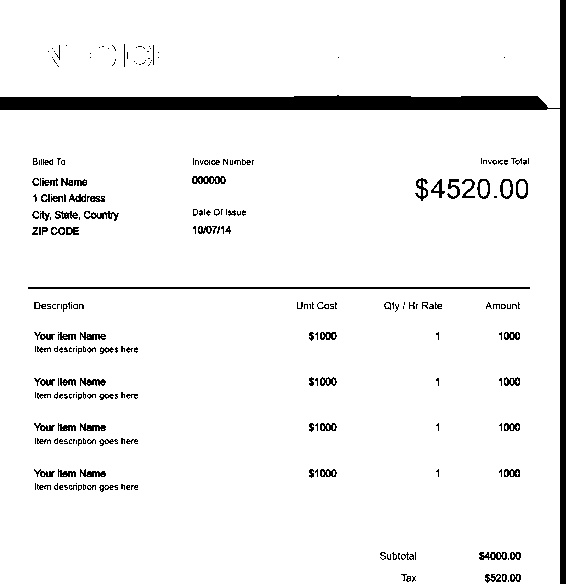 INVOICE
Billed To
Invoice Number
Invoice Total
Client Name
000000
$4520.00
1 Client Address
City, State, Country
Date Of Issue
ZIP CODE
10/07/14
Description Unit Cost Qty / Hr Rate Amount
Your Item Name $1000 1 1000
Item description goes here
Your Item Name $1000 1 1000
Item description goes here
Your Item Name $1000 1 1000
Item description goes here
Your Item Name $1000 1 1000
Item description goes here
Subtotal $4000.00
Tax $520.00